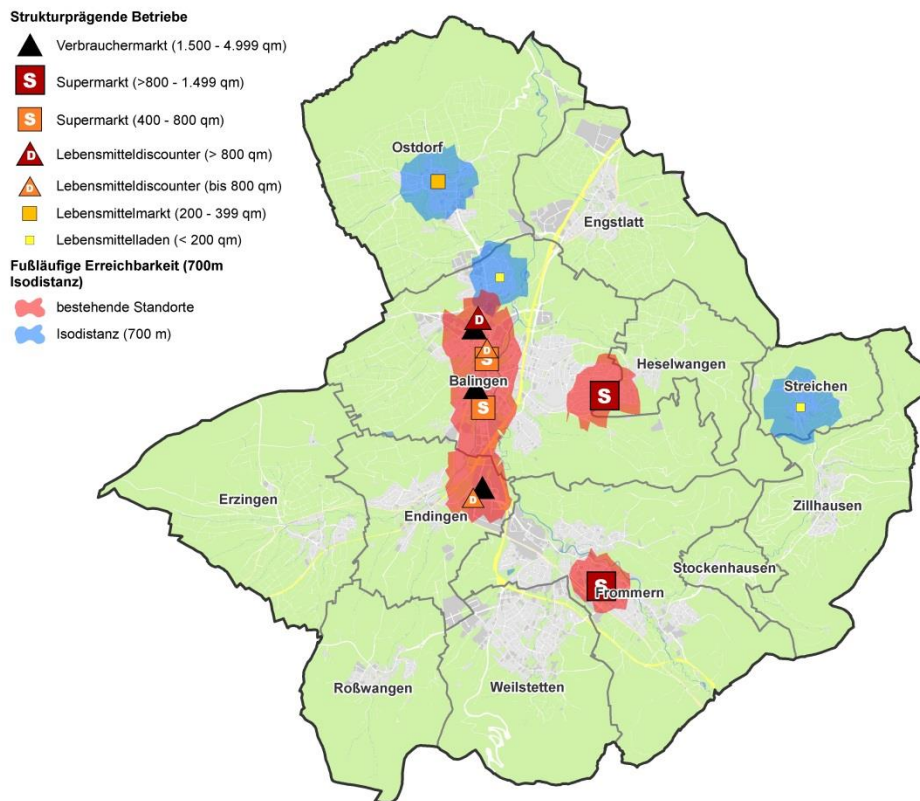 Strukturprägende Betriebe
Verbrauchermarkt (1.500 - 4.999 qm)
S Supermarkt (>800 - 1.499 qm)
S Supermarkt (400 - 800 qm)
D Lebensmitteldiscounter (> 800 qm)
D Lebensmitteldiscounter (bis 800 qm)
Lebensmittelmarkt (200 - 399 qm)
Lebensmittelladen (< 200 qm)
Fußläufige Erreichbarkeit (700m
Isodistanz)
bestehende Standorte
Isodistanz (700 m)
Ostdorf
Engstlatt
D
D
S
Balingen
S
S
Heselwangen
Streichen
Erzingen
D
Endingen
Zillhausen
Stockenhausen
S
Frommern
Roßwangen
Weilstetten